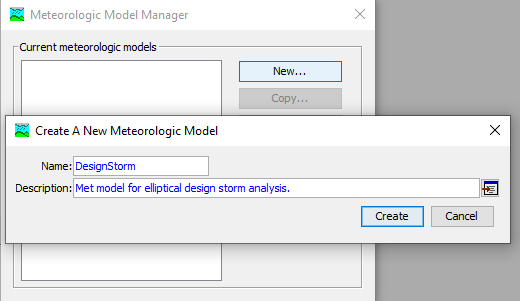 Meteorologic Model Manager
Current meteorologic models
New...
Copy...
Create A New Meteorologic Model
Name: DesignStorm
Description: Met model for elliptical design storm analysis.
Create Cancel